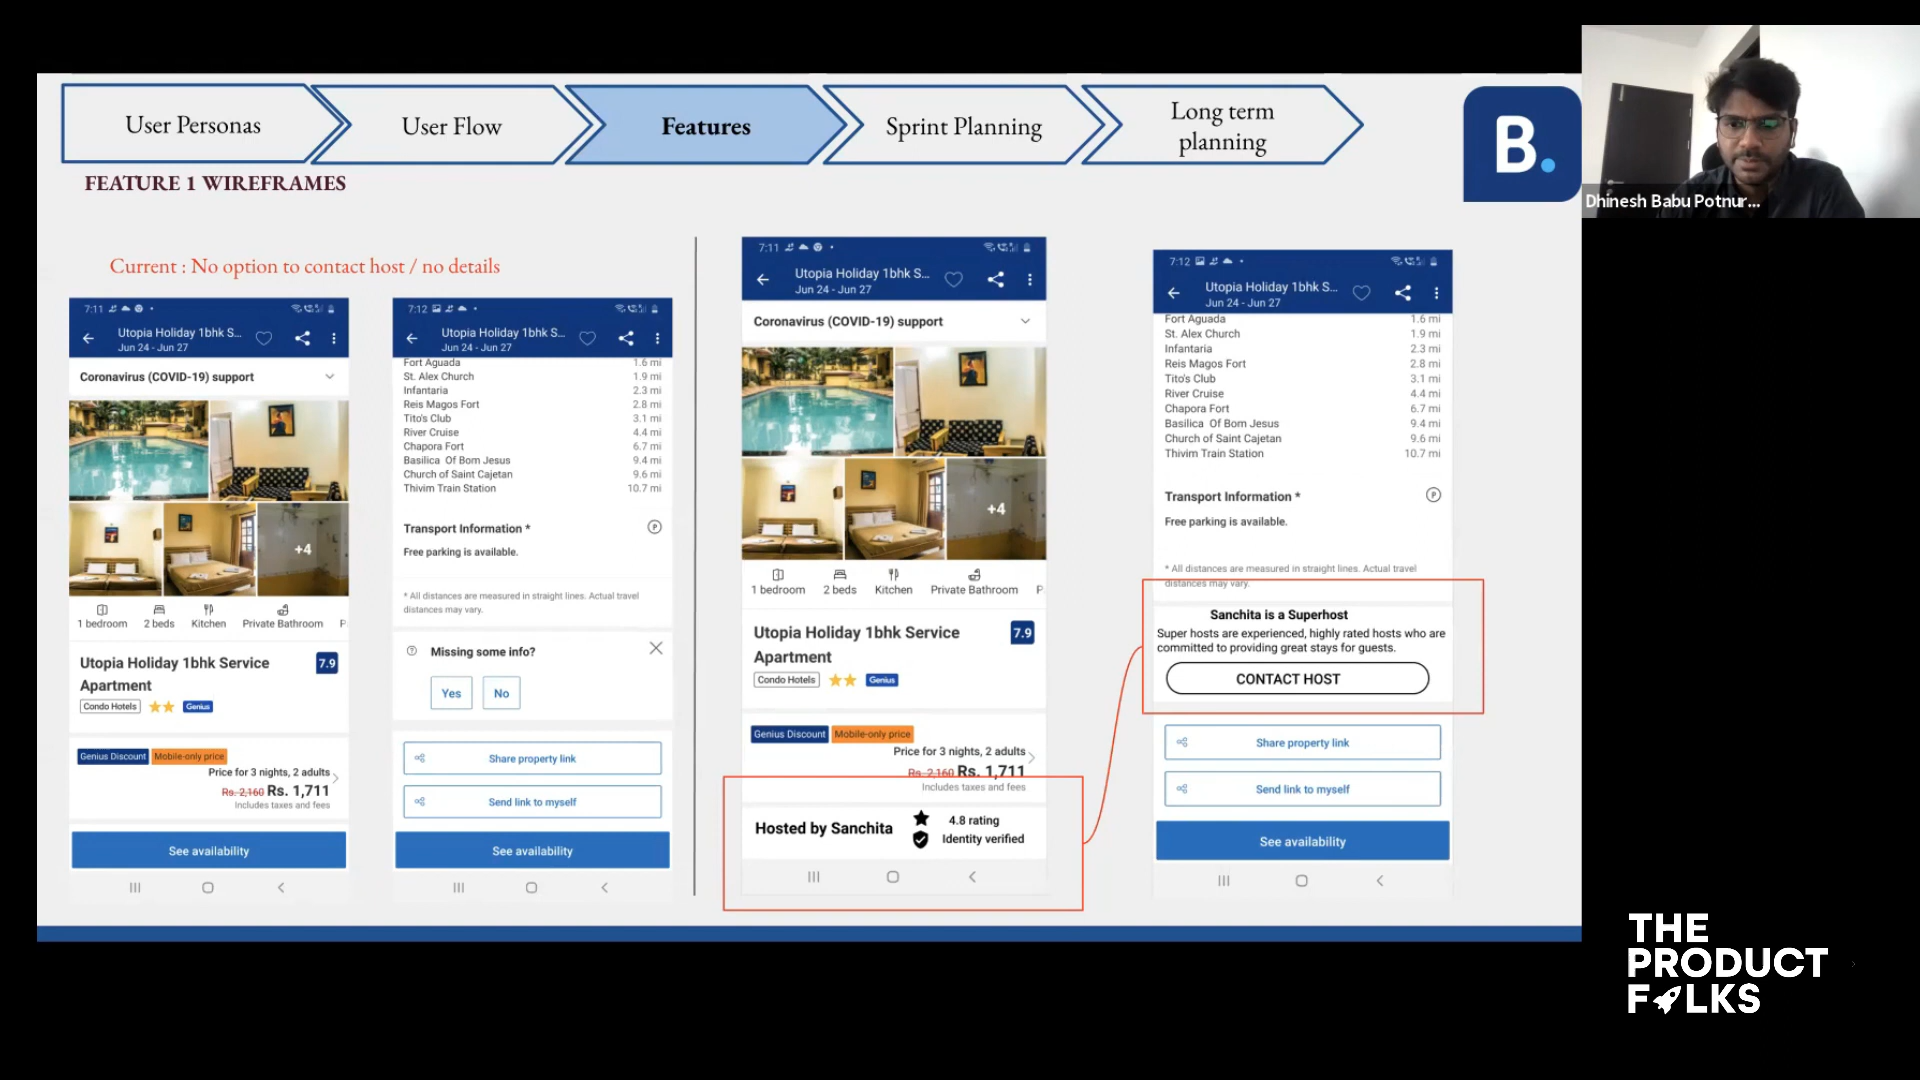 User Personas
User Flow
Features
Sprint Planning
Long term
planning
B.
Dhinesh Babu Potnur...
FEATURE 1 WIREFRAMES
Current : No option to contact host / no details
7:11
Utopia Holiday 1bhk S...
Jun 24 - Jun 27
Coronavirus (COVID-19) support
+4
1 bedroom
2 beds
Kitchen
Private Bathroom
P
Utopia Holiday 1bhk Service
Apartment
7.9
Condo Hotels
Genius
Genius Discount
Mobile-only price
Price for 3 nights, 2 adults
Rs. 2,160 Rs. 1,711
Includes taxes and fees
See availability
7:12
Utopia Holiday 1bhk S...
Jun 24 - Jun 27
Fort Aguada 1.6 mi
St. Alex Church 1.9 mi
Infantaria 2.3 mi
Reis Magos Fort 2.8 mi
Tito's Club 3.1 mi
River Cruise 4.4 mi
Chapora Fort 6.7 mi
Basilica Of Bom Jesus 9.4 mi
Church of Saint Cajetan 9.6 mi
Thivim Train Station 10.7 mi
Transport Information *
P
Free parking is available.
* All distances are measured in straight lines. Actual travel
distances may vary.
Missing some info?
Yes
No
Share property link
Send link to myself
See availability
7:11
Utopia Holiday 1bhk S...
Jun 24 - Jun 27
Coronavirus (COVID-19) support
+4
1 bedroom
2 beds
Kitchen
Private Bathroom
P
Utopia Holiday 1bhk Service
Apartment
7.9
Condo Hotels
Genius
Genius Discount
Mobile-only price
Price for 3 nights, 2 adults
Rs. 2,160 Rs. 1,711
Includes taxes and fees
Hosted by Sanchita
4.8 rating
Identity verified
7:12
Utopia Holiday 1bhk S...
Jun 24 - Jun 27
Fort Aguada 1.6 mi
St. Alex Church 1.9 mi
Infantaria 2.3 mi
Reis Magos Fort 2.8 mi
Tito's Club 3.1 mi
River Cruise 4.4 mi
Chapora Fort 6.7 mi
Basilica Of Bom Jesus 9.4 mi
Church of Saint Cajetan 9.6 mi
Thivim Train Station 10.7 mi
Transport Information *
P
Free parking is available.
* All distances are measured in straight lines. Actual travel
distances may vary.
Sanchita is a Superhost
Super hosts are experienced, highly rated hosts who are
committed to providing great stays for guests.
CONTACT HOST
Share property link
Send link to myself
See availability
THE
PRODUCT
FOLKS